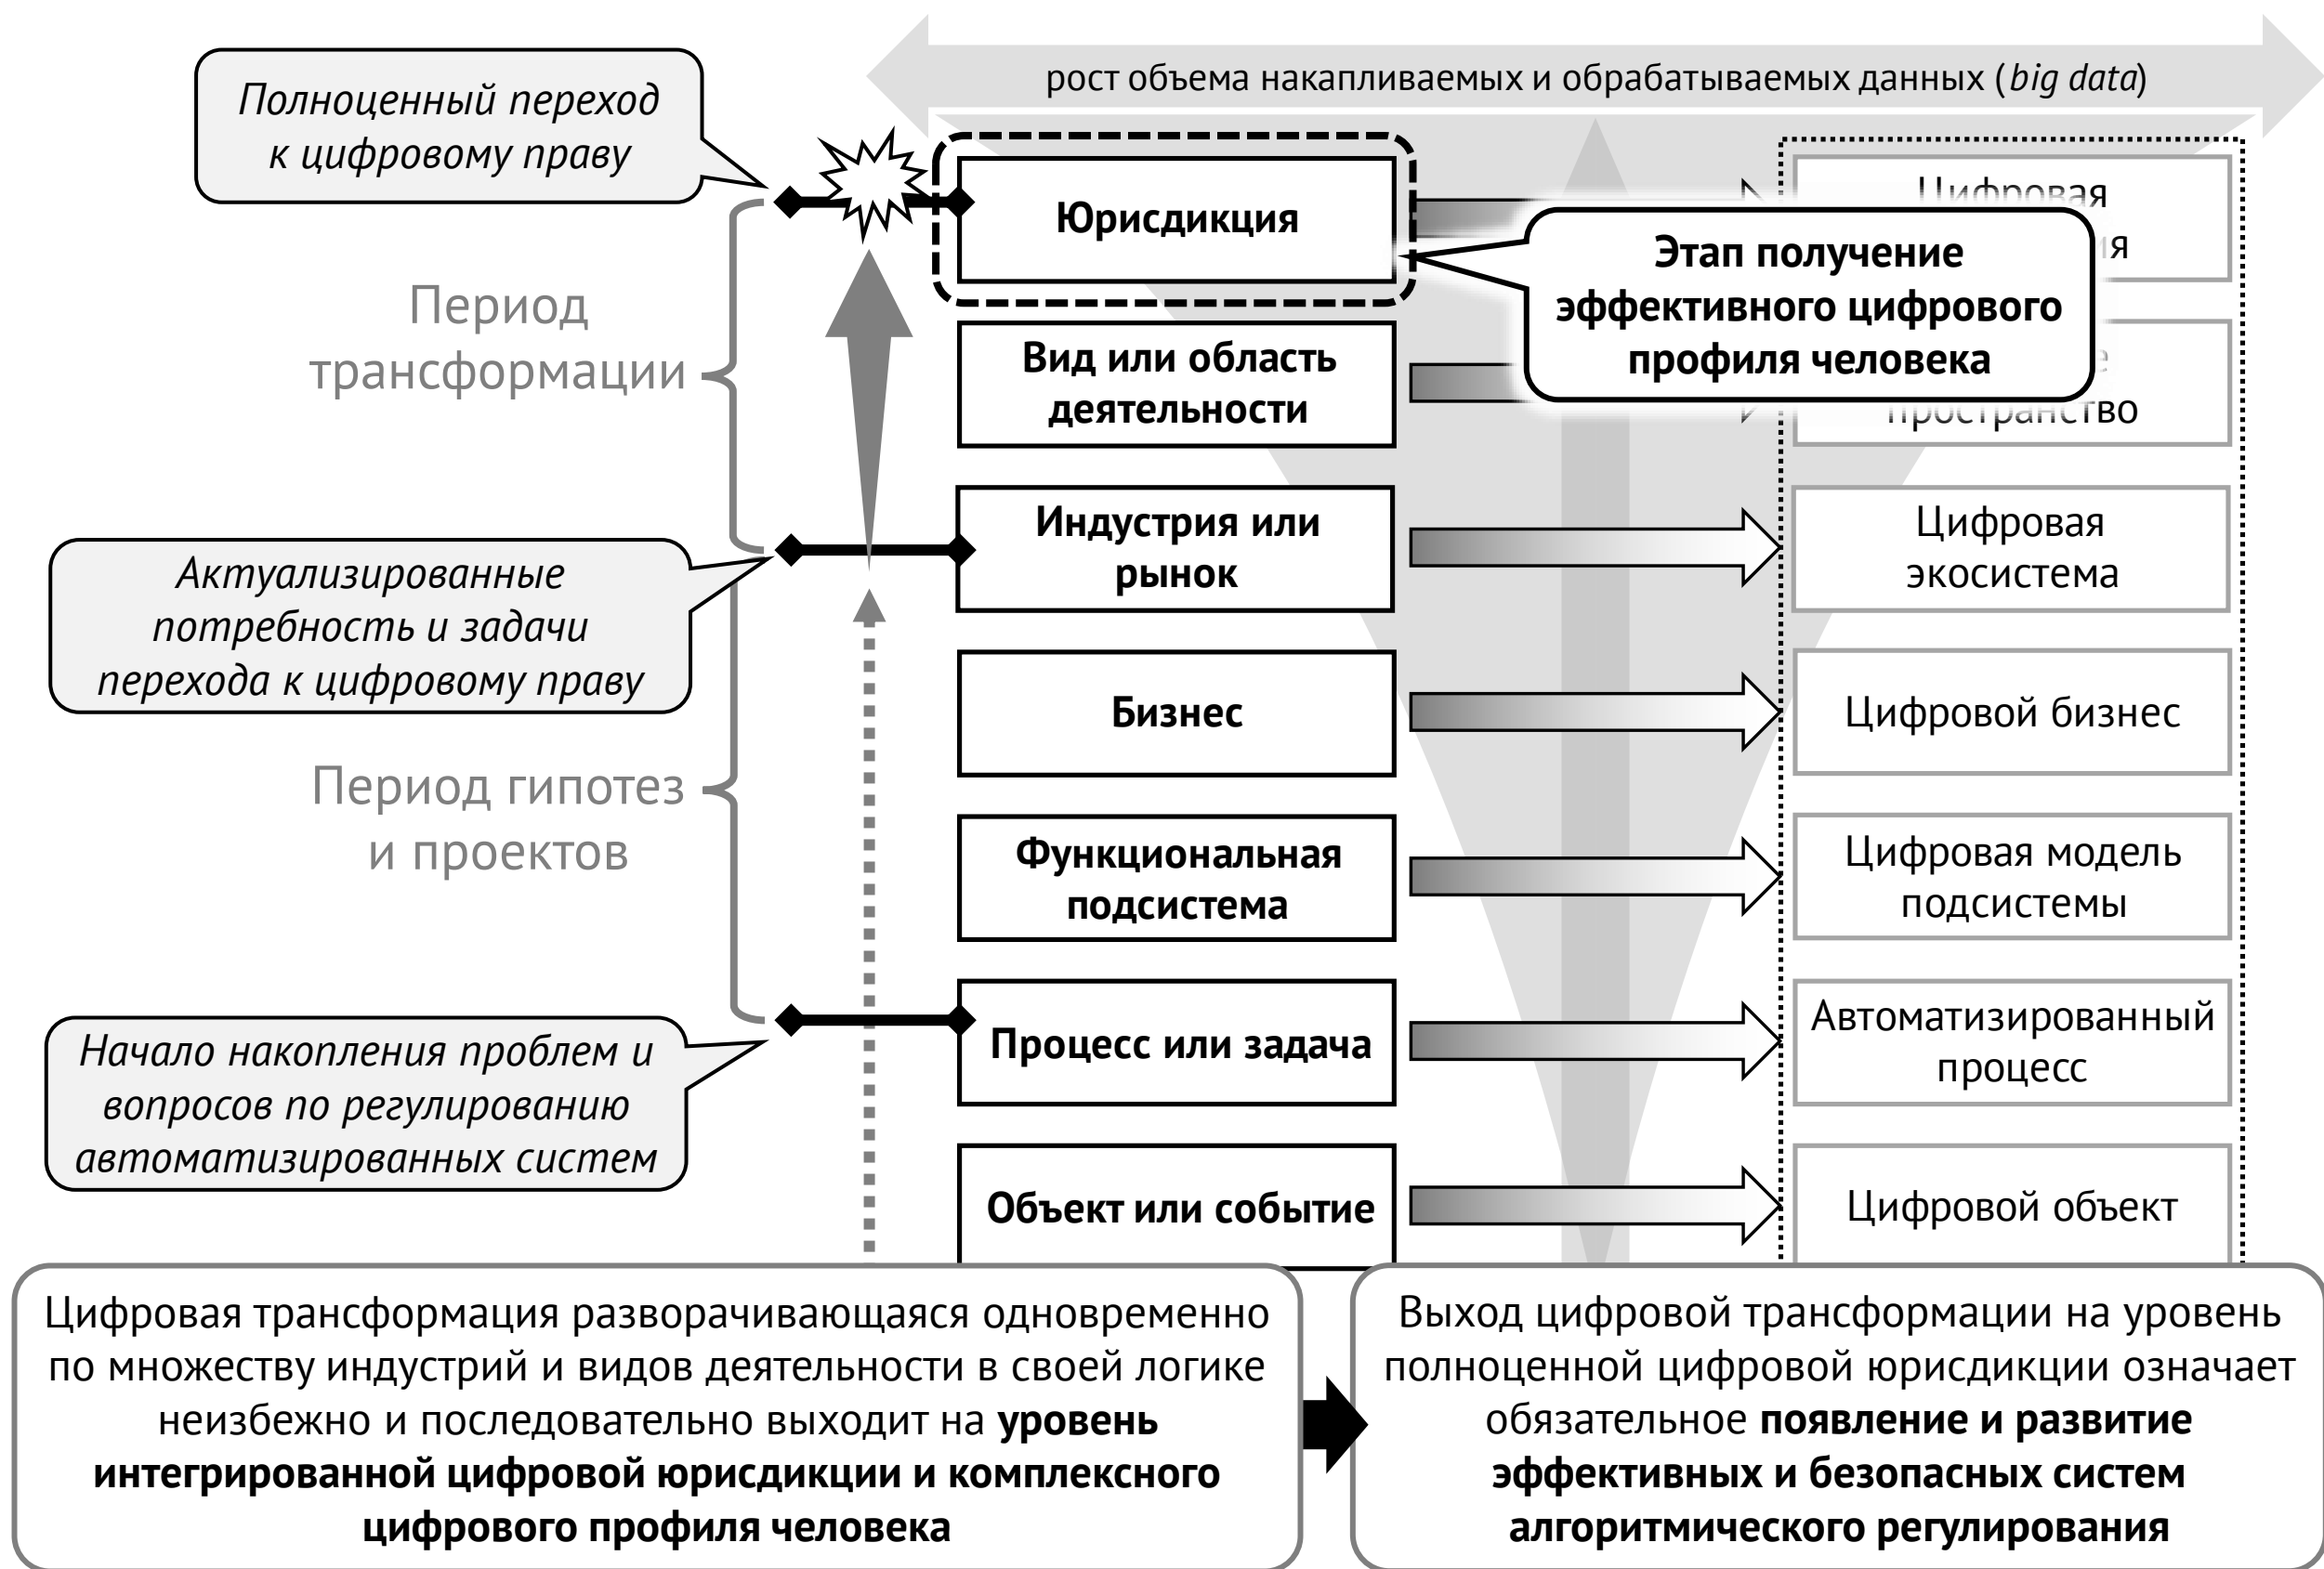 рост объема накапливаемых и обрабатываемых данных (big data)
Полноценный переход
к цифровому праву
Юрисдикция
Цифровая
Этап получение
эффективного цифрового
профиля человека
Период
трансформации
Вид или область
деятельности
пространство
Индустрия или
рынок
Цифровая
экосистема
Актуализированные
потребность и задачи
перехода к цифровому праву
Бизнес
Цифровой бизнес
Период гипотез
и проектов
Функциональная
подсистема
Цифровая модель
подсистемы
Процесс или задача
Автоматизированный
процесс
Начало накопления проблем и
вопросов по регулированию
автоматизированных систем
Объект или событие
Цифровой объект
Цифровая трансформация разворачивающаяся одновременно
по множеству индустрий и видов деятельности в своей логике
неизбежно и последовательно выходит на уровень
интегрированной цифровой юрисдикции и комплексного
цифрового профиля человека
Выход цифровой трансформации на уровень
полноценной цифровой юрисдикции означает
обязательное появление и развитие
эффективных и безопасных систем
алгоритмического регулирования